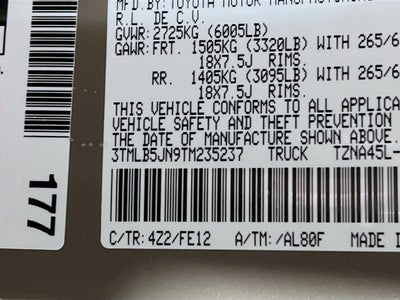 MFD.BY:TOYOTA MOTOR MANUFACTURING
R.L. DE C.V.
GVWR:2725KG (6005LB)
GAWR:FRT. 1505KG (3320LB) WITH 265/6
18X7.5J RIMS.
RR. 1405KG (3095LB) WITH 265/6
18X7.5J RIMS.
THIS VEHICLE CONFORMS TO ALL APPLICA
VEHICLE SAFETY AND THEFT PREVENTION
THE DATE OF MANUFACTURE SHOWN ABOVE.
3TMLB5JN9TM235237 TRUCK TZNA45L-
C/TR:4Z2/FE12 A/TM:/AL80F MADE I
177